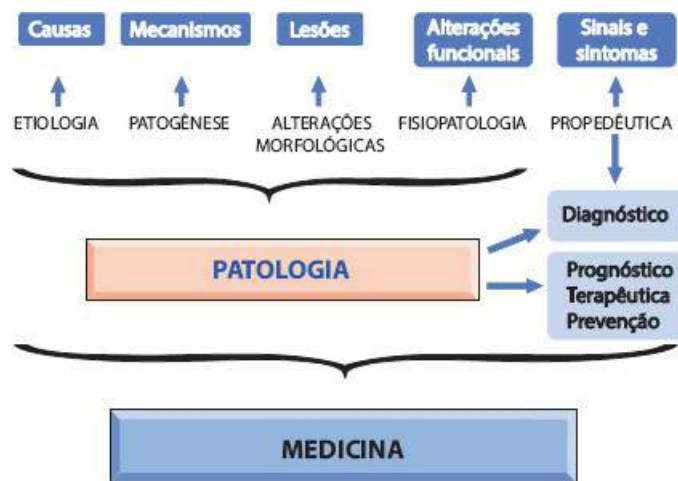 Causas
Mecanismos
Lesões
Alterações
funcionais
Sinais e
sintomas
ETIOLOGIA
PATOGÊNESE
ALTERAÇÕES
MORFOLÓGICAS
FISIOPATOLOGIA
PROPEDÊUTICA
Diagnóstico
PATOLOGIA
Prognóstico
Terapêutica
Prevenção
MEDICINA